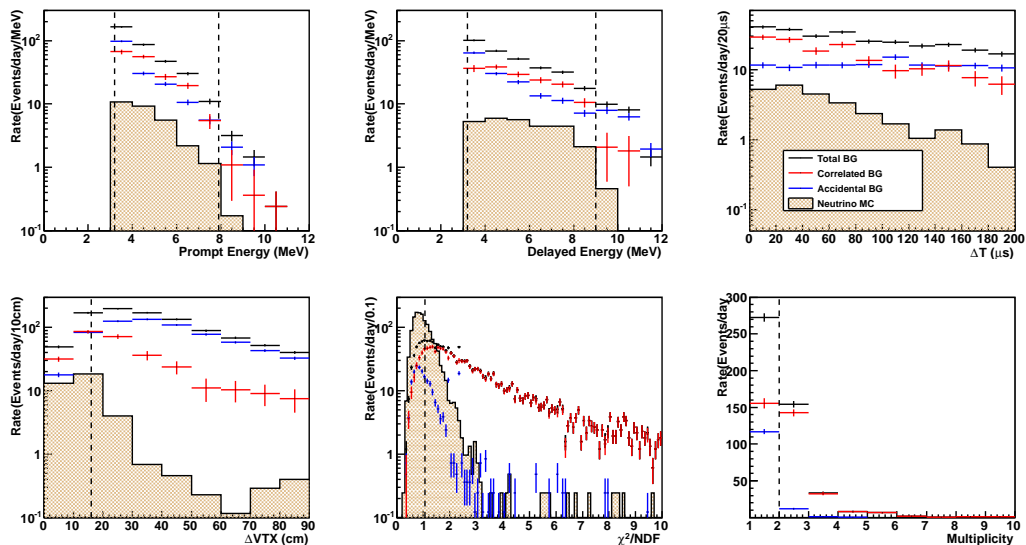 Rate(Events/day/MeV)
10²
10
1
10⁻¹
0 2 4 6 8 10 12
Prompt Energy (MeV)
Rate(Events/day/MeV)
10²
10
1
10⁻¹
0 2 4 6 8 10 12
Delayed Energy (MeV)
Rate(Events/day/20μs)
10²
10
1
10⁻¹
Total BG
Correlated BG
Accidental BG
Neutrino MC
0 20 40 60 80 100 120 140 160 180 200
ΔT (μs)
Rate(Events/day/10cm)
10²
10
1
10⁻¹
0 10 20 30 40 50 60 70 80 90
ΔVTX (cm)
Rate(Events/day/0.1)
10²
10
1
10⁻¹
0 1 2 3 4 5 6 7 8 9 10
χ²/NDF
Rate(Events/day
300
250
200
150
100
50
1 2 3 4 5 6 7 8 9 10
Multiplicity